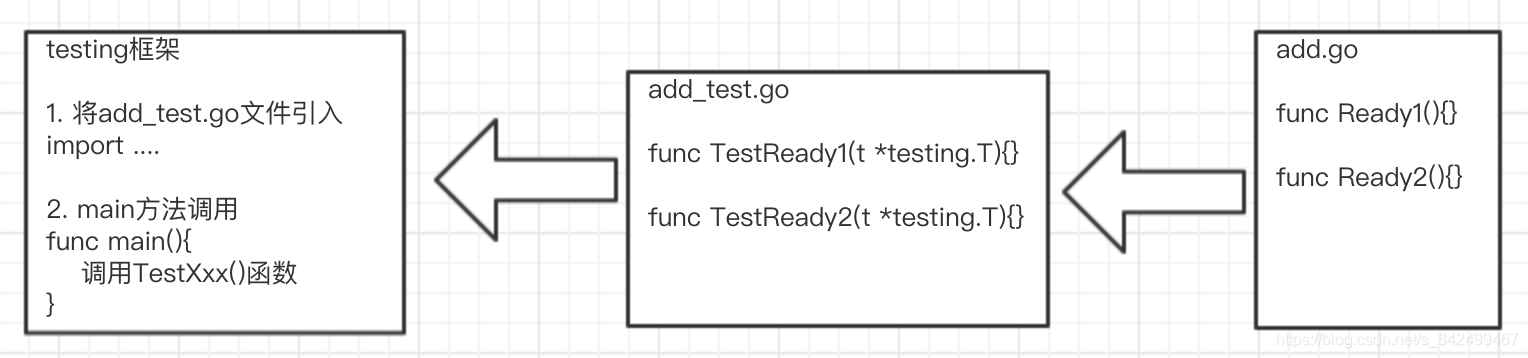 testing框架
1. 将add_test.go文件引入
import ....
2. main方法调用
func main(){
调用TestXxx()函数
}
add_test.go
func TestReady1(t *testing.T){}
func TestReady2(t *testing.T){}
add.go
func Ready1(){}
func Ready2(){}
https://blog.csdn.net/s_842499467